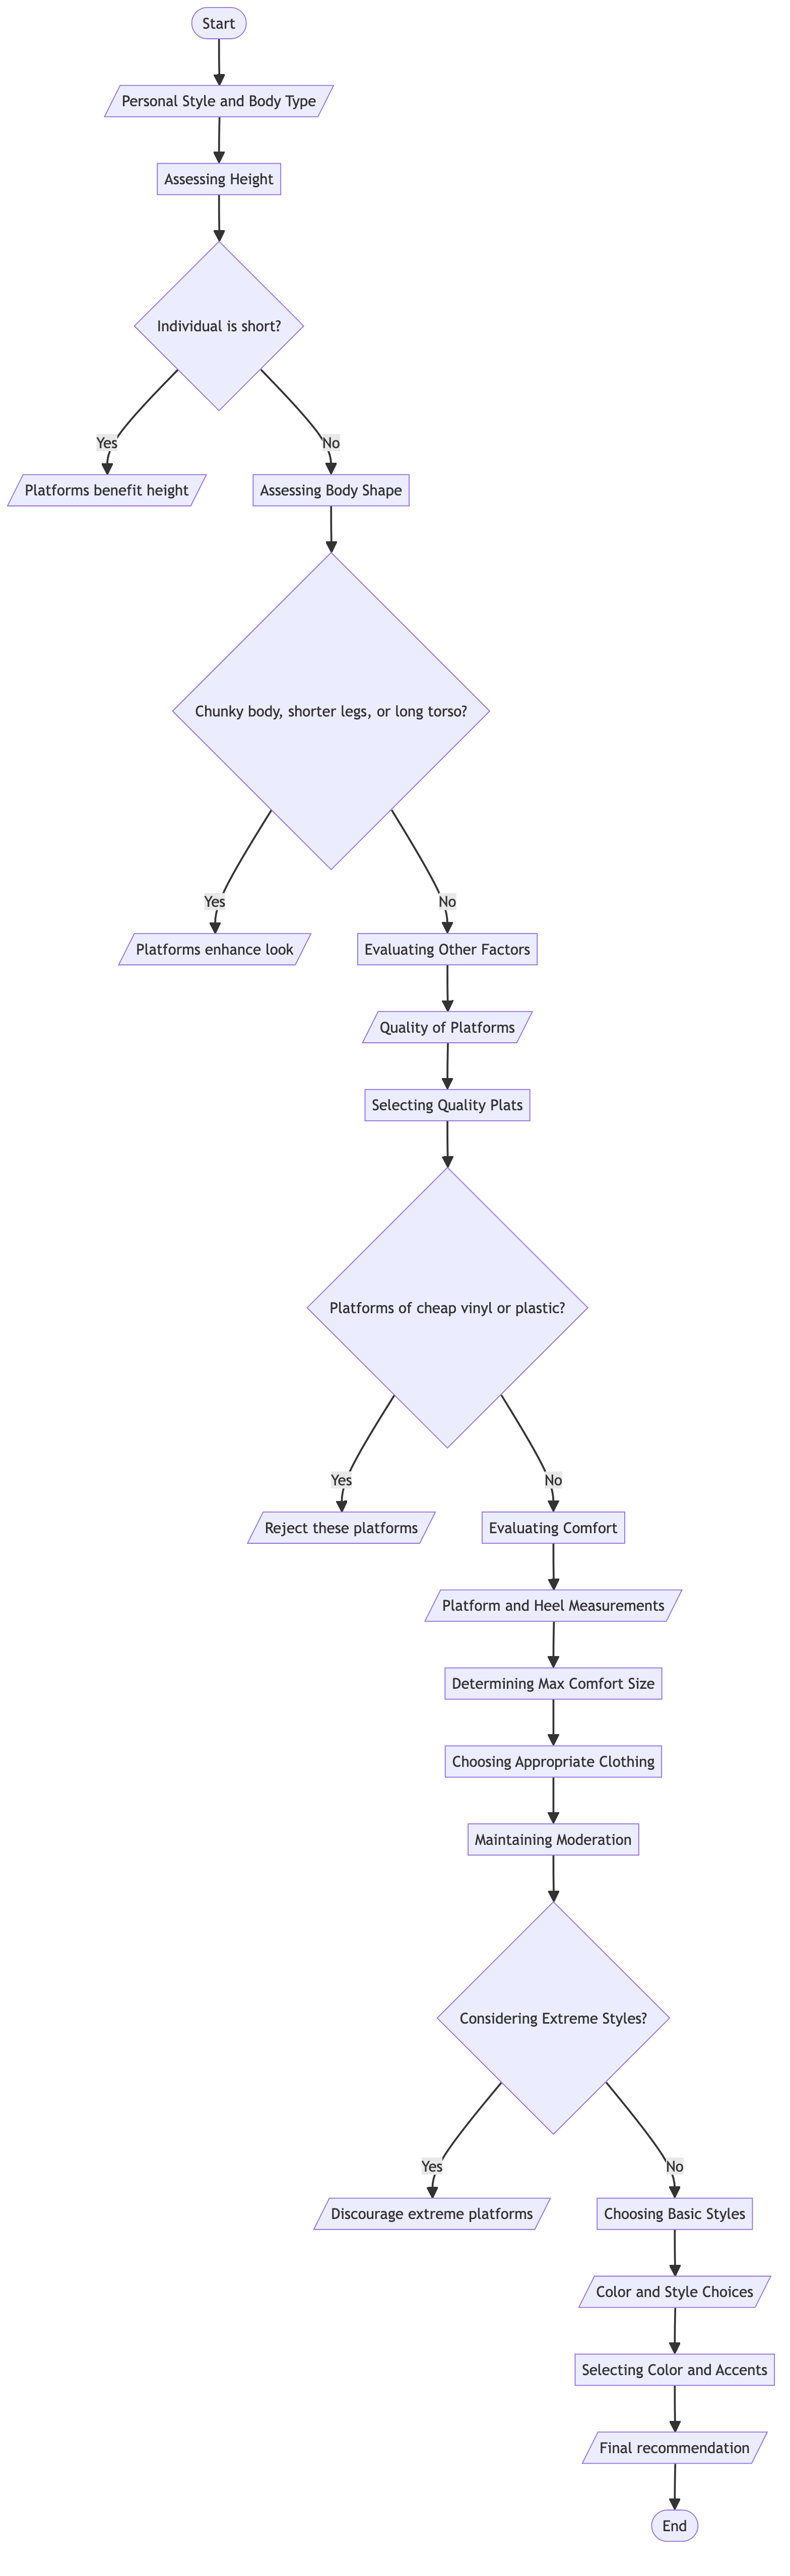 Start
Personal Style and Body Type
Assessing Height
Individual is short?
Yes
No
Platforms benefit height
Assessing Body Shape
Chunky body, shorter legs, or long torso?
Yes
No
Platforms enhance look
Evaluating Other Factors
Quality of Platforms
Selecting Quality Plats
Platforms of cheap vinyl or plastic?
Yes
No
Reject these platforms
Evaluating Comfort
Platform and Heel Measurements
Determining Max Comfort Size
Choosing Appropriate Clothing
Maintaining Moderation
Considering Extreme Styles?
Yes
No
Discourage extreme platforms
Choosing Basic Styles
Color and Style Choices
Selecting Color and Accents
Final recommendation
End